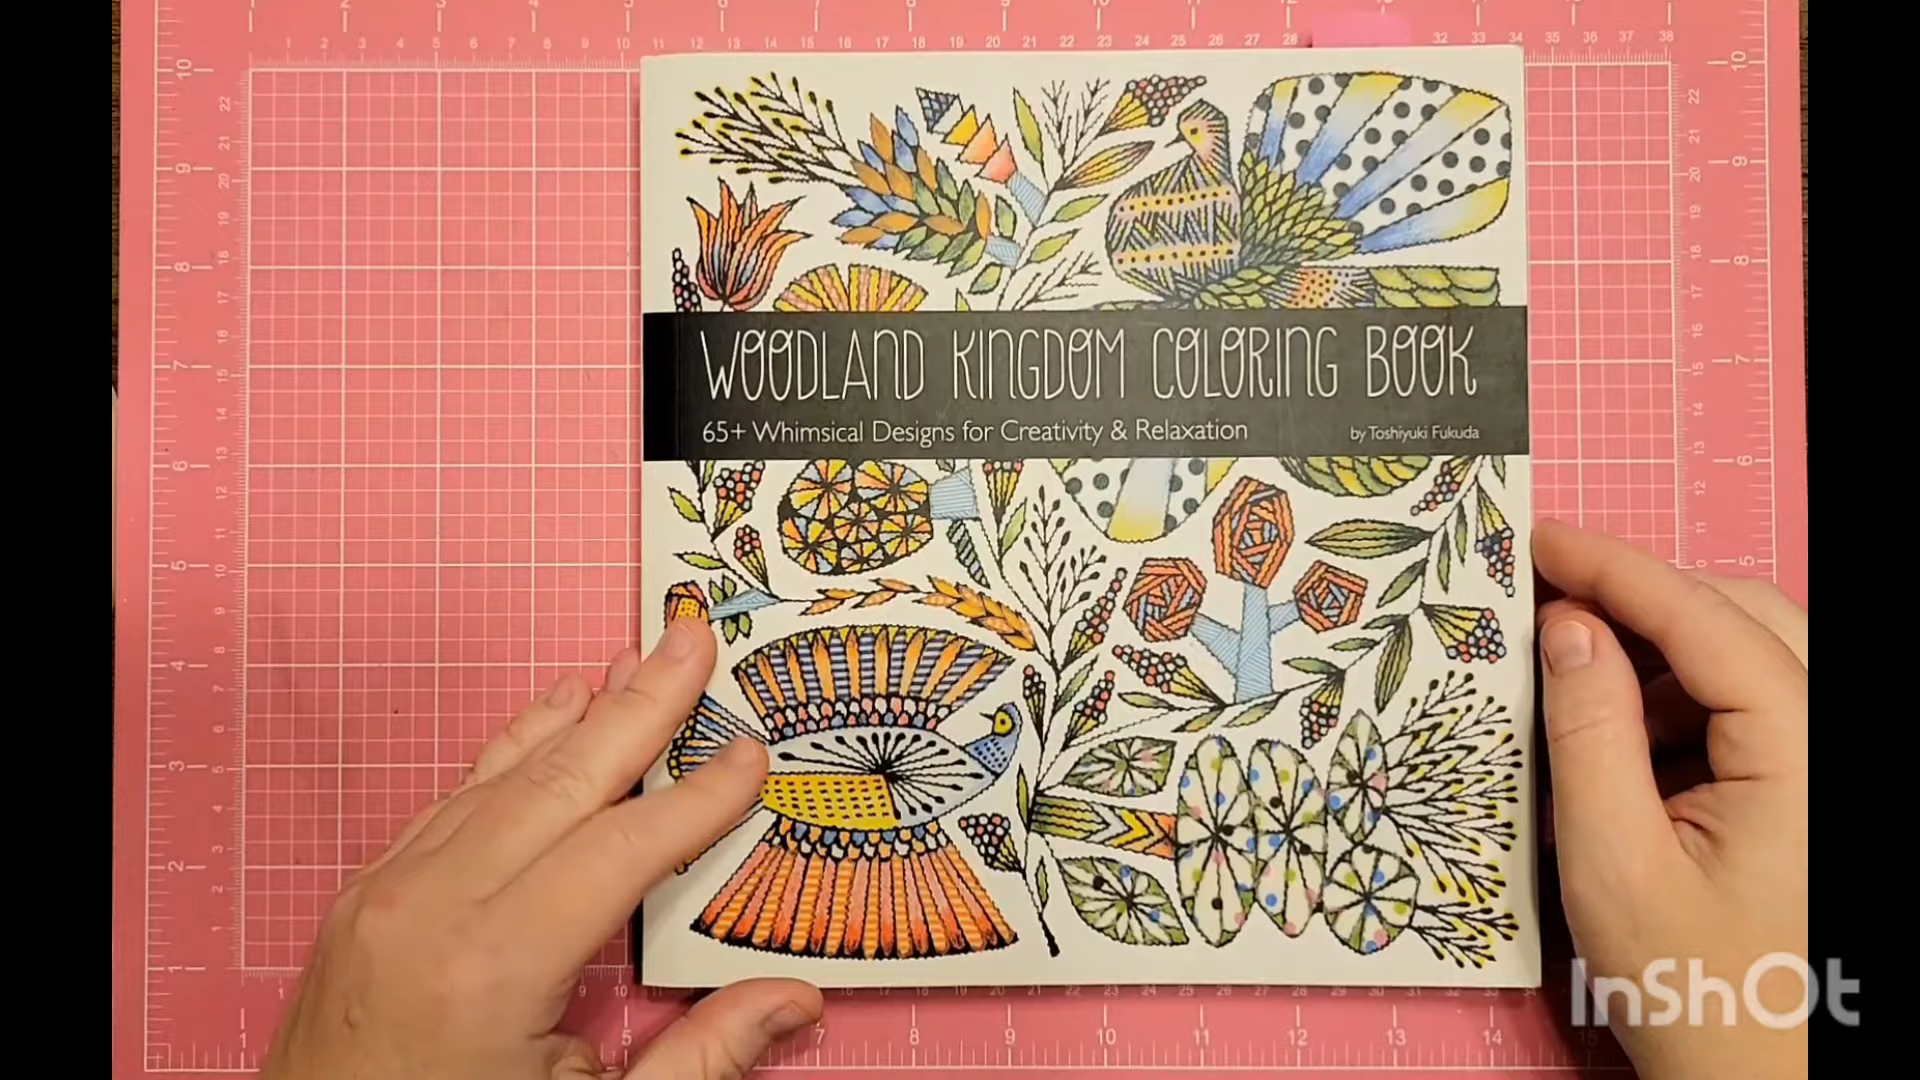 WOODLAND KINGDOM COLORING BOOK
65+ Whimsical Designs for Creativity & Relaxation
by Toshiyuki Fukuda
InShOt